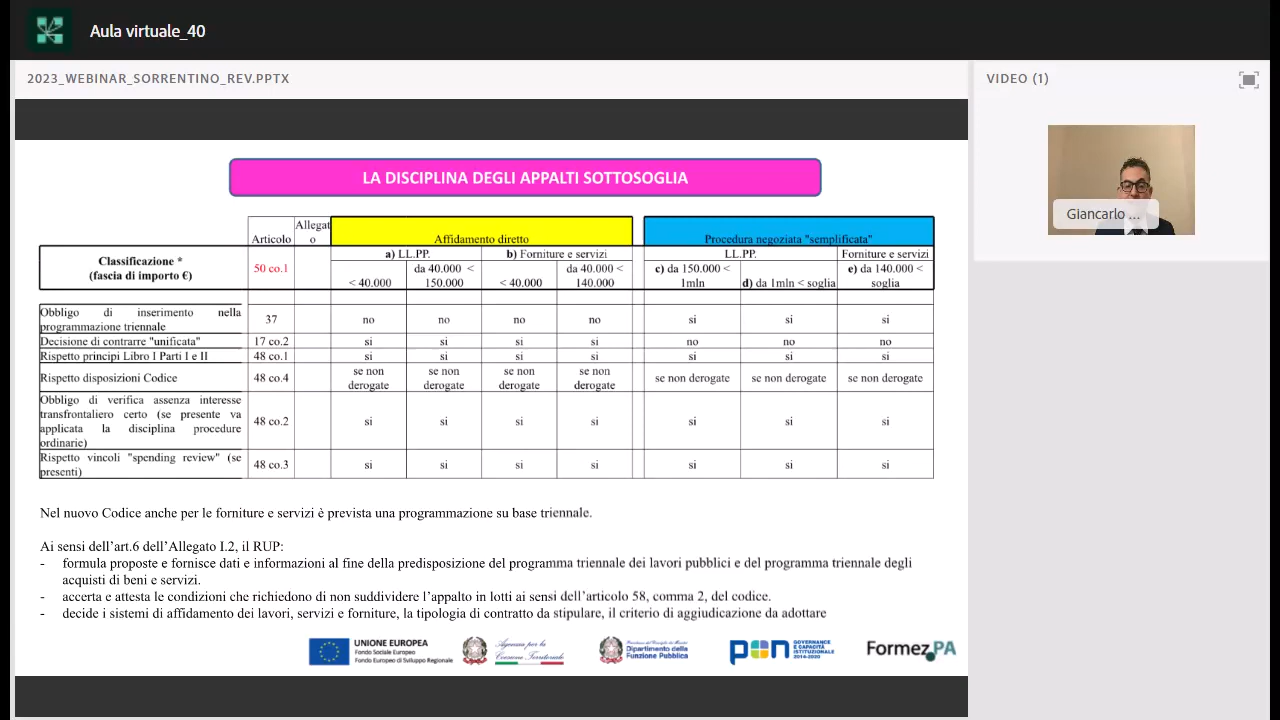 Aula virtuale_40
2023_WEBINAR_SORRENTINO_REV.PPTX
VIDEO (1)
Giancarlo ...
LA DISCIPLINA DEGLI APPALTI SOTTOSOGLIA
Articolo
Allegat
o
Affidamento diretto
Procedura negoziata "semplificata"
Classificazione *
(fascia di importo €)
50 co.1
a) LL.PP.
b) Forniture e servizi
LL.PP.
Forniture e servizi
< 40.000
da 40.000 <
150.000
< 40.000
da 40.000 <
140.000
c) da 150.000 <
1mln
d) da 1mln < soglia
e) da 140.000 <
soglia
Obbligo di inserimento nella
programmazione triennale
37
no no no no si si si
Decisione di contrarre "unificata" 17 co.2 si si si si no no no
Rispetto principi Libro I Parti I e II 48 co.1 si si si si si si si
Rispetto disposizioni Codice 48 co.4
se non
derogate
se non
derogate
se non
derogate
se non
derogate
se non derogate se non derogate se non derogate
Obbligo di verifica assenza interesse
transfrontaliero certo (se presente va
applicata la disciplina procedure
ordinarie)
48 co.2 si si si si si si si
Rispetto vincoli "spending review" (se
presenti)
48 co.3 si si si si si si si
Nel nuovo Codice anche per le forniture e servizi è prevista una programmazione su base triennale.
Ai sensi dell'art.6 dell'Allegato I.2, il RUP:
- formula proposte e fornisce dati e informazioni al fine della predisposizione del programma triennale dei lavori pubblici e del programma triennale degli
acquisti di beni e servizi.
- accerta e attesta le condizioni che richiedono di non suddividere l'appalto in lotti ai sensi dell'articolo 58, comma 2, del codice.
- decide i sistemi di affidamento dei lavori, servizi e forniture, la tipologia di contratto da stipulare, il criterio di aggiudicazione da adottare
UNIONE EUROPEA
Fondo Sociale Europeo
Fondo Europeo di Sviluppo Regionale
Agenzia per la
Coesione Territoriale
Presidenza del Consiglio dei Ministri
Dipartimento della
Funzione Pubblica
pon
GOVERNANCE
E CAPACITÀ
ISTITUZIONALE
2014-2020
Formez PA